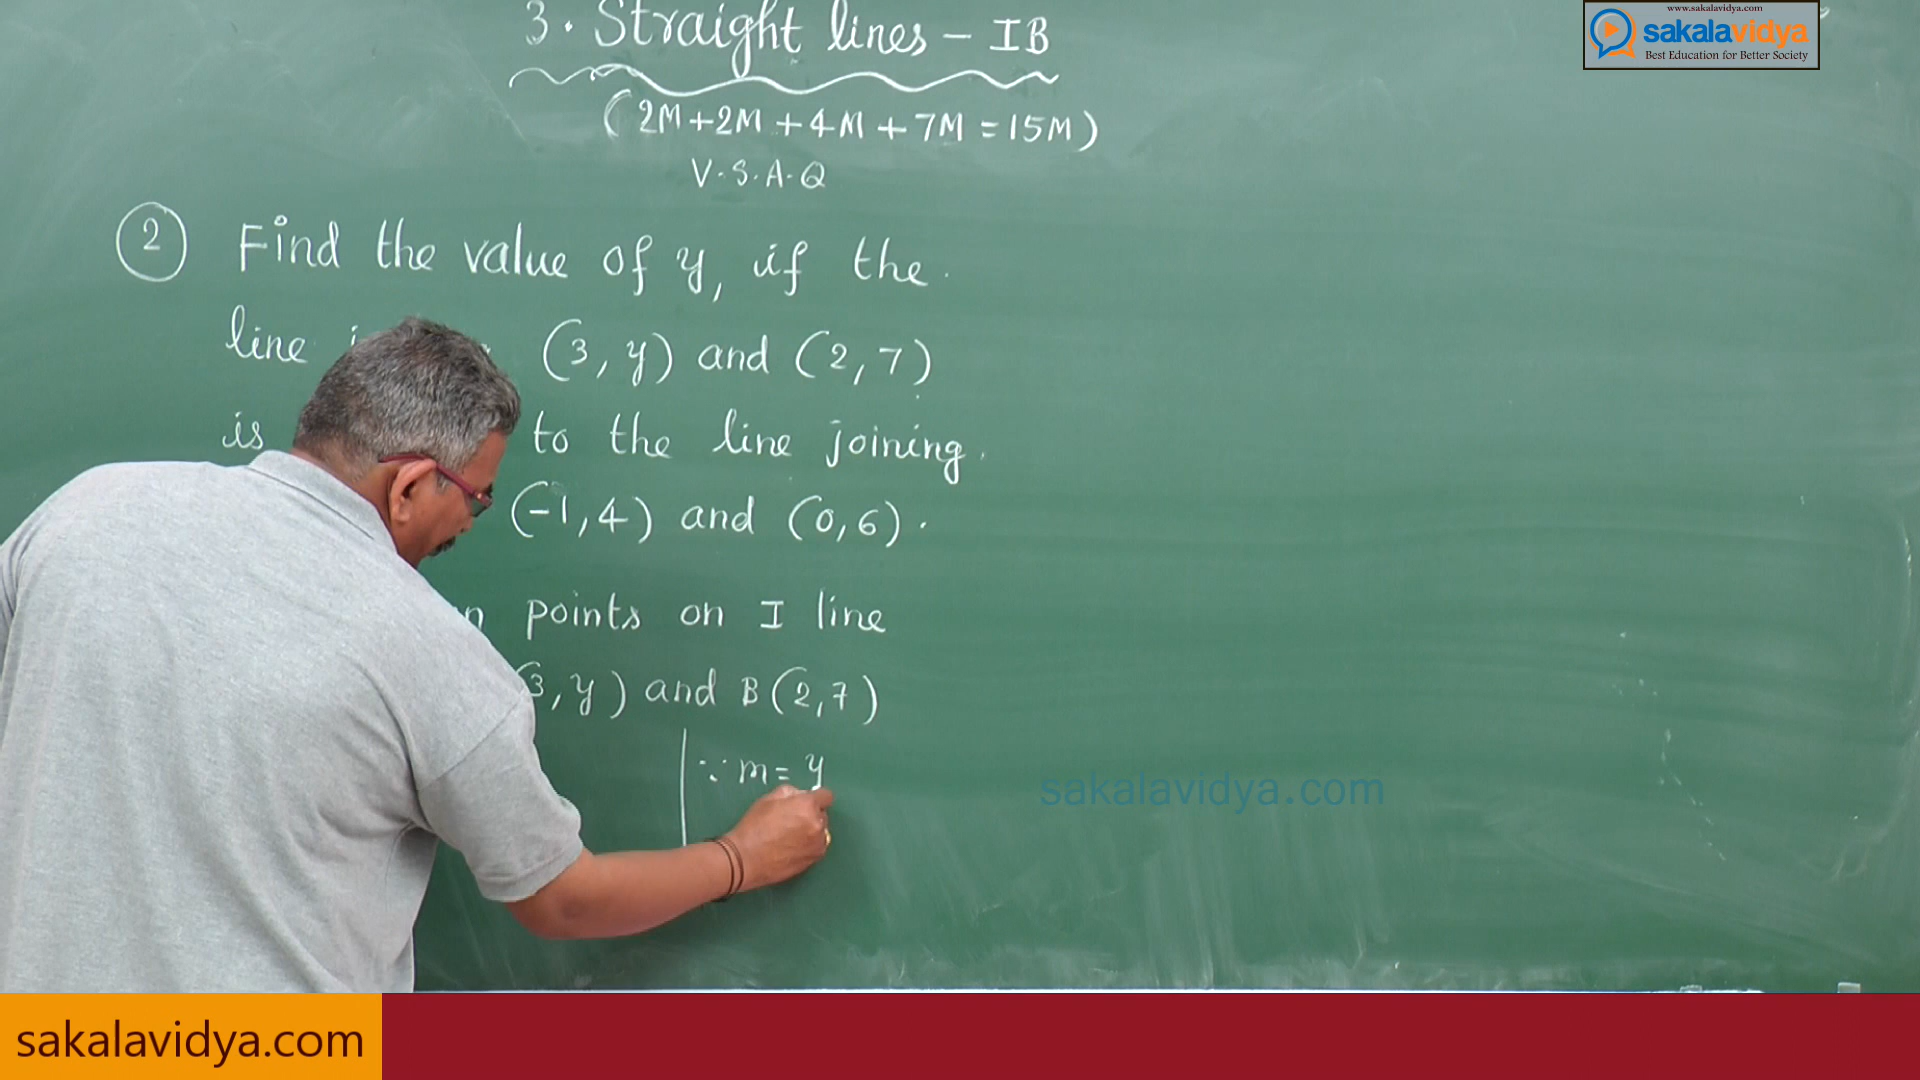 www.sakalavidya.com
sakalavidya
Best Education for Better Society
3. Straight lines - IB
(2M+2M+4M+7M=15M)
V.S.A.Q
2 Find the value of y, if the
line (3, y) and (2, 7)
is to the line joining
(-1,4) and (0,6).
points on I line
(3, y) and B(2,7)
∵ m = y
sakalavidya.com
sakalavidya.com